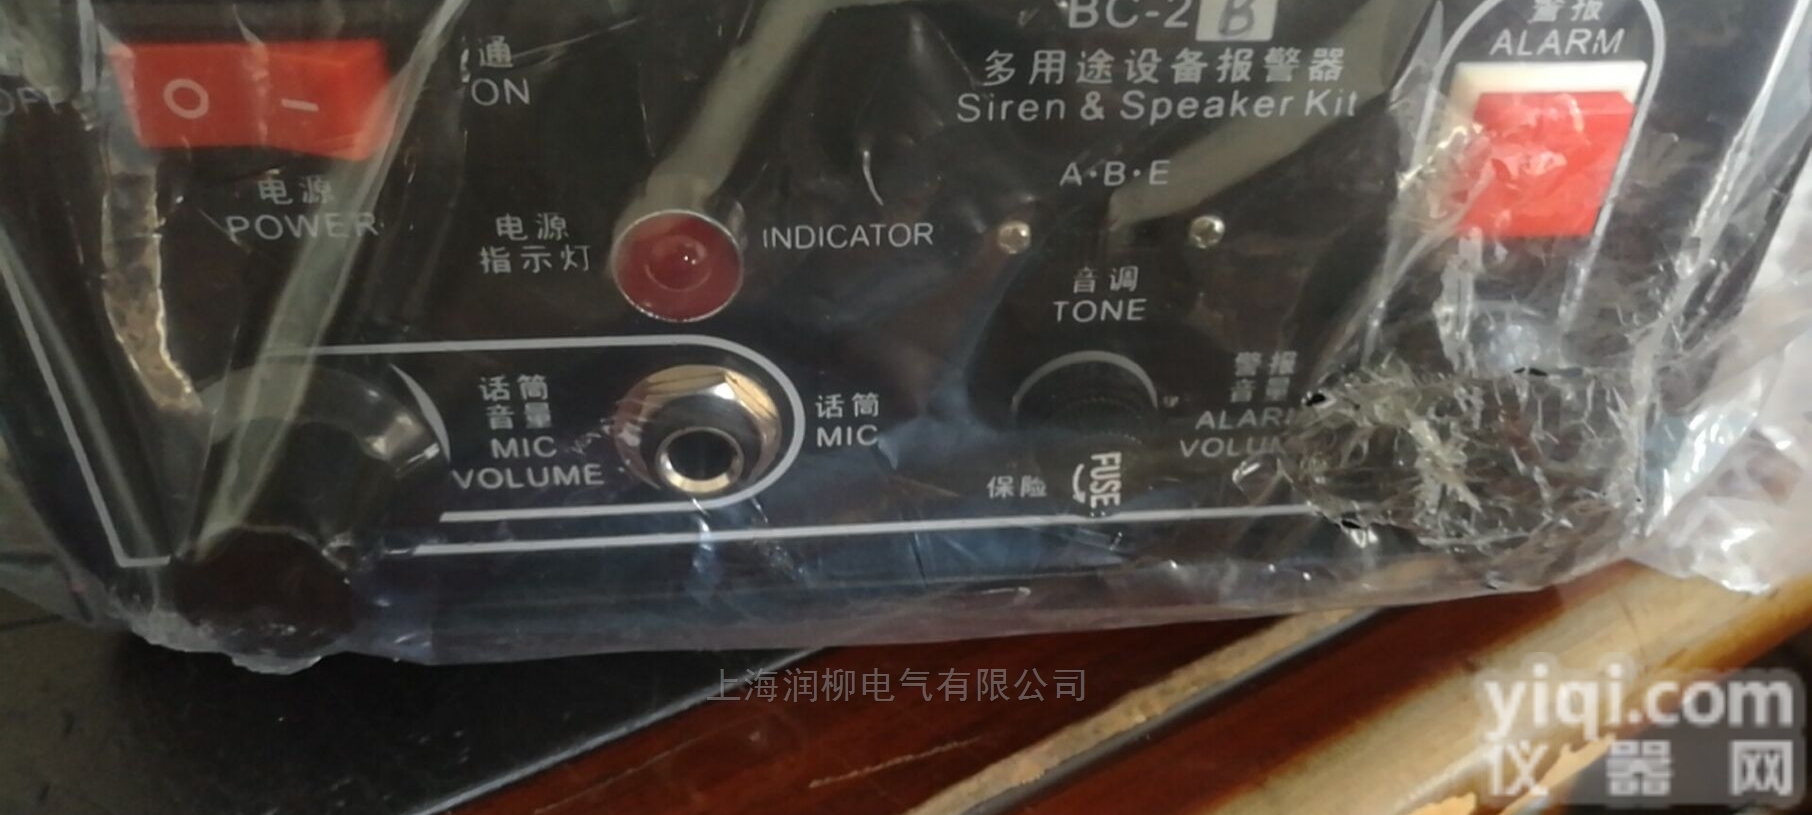 BC-2B
多用途设备报警器
Siren & Speaker Kit
A·B·E
警报
ALARM
OFF
通
ON
电源
POWER
电源
指示灯
INDICATOR
音调
TONE
话筒
音量
MIC
VOLUME
话筒
MIC
警报
音量
ALARM
VOLUM
保险
FUSE
上海润柳电气有限公司
yiqi.com
仪器网